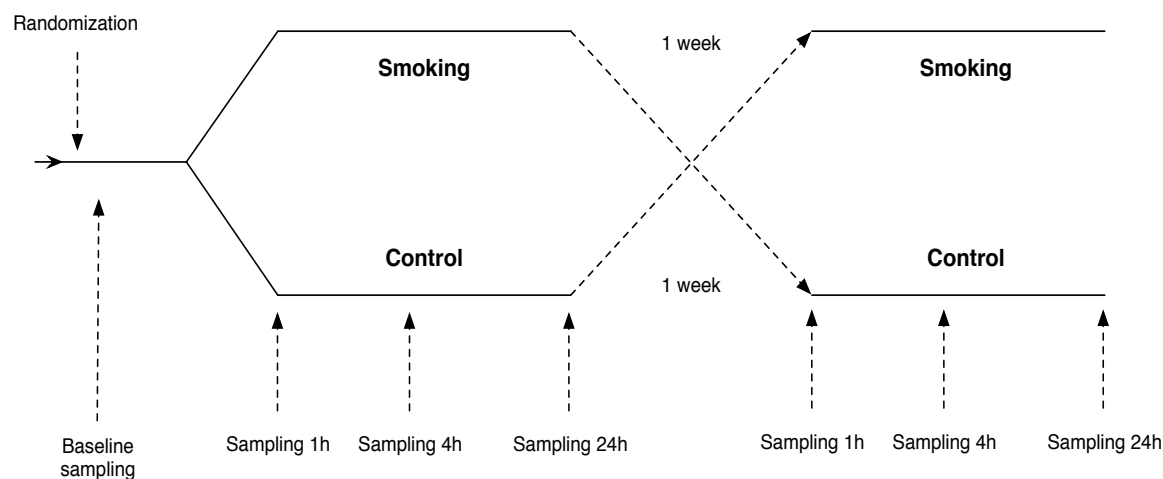 Randomization
1 week
Smoking
Smoking
Control
Control
1 week
Baseline
sampling
Sampling 1h
Sampling 4h
Sampling 24h
Sampling 1h
Sampling 4h
Sampling 24h